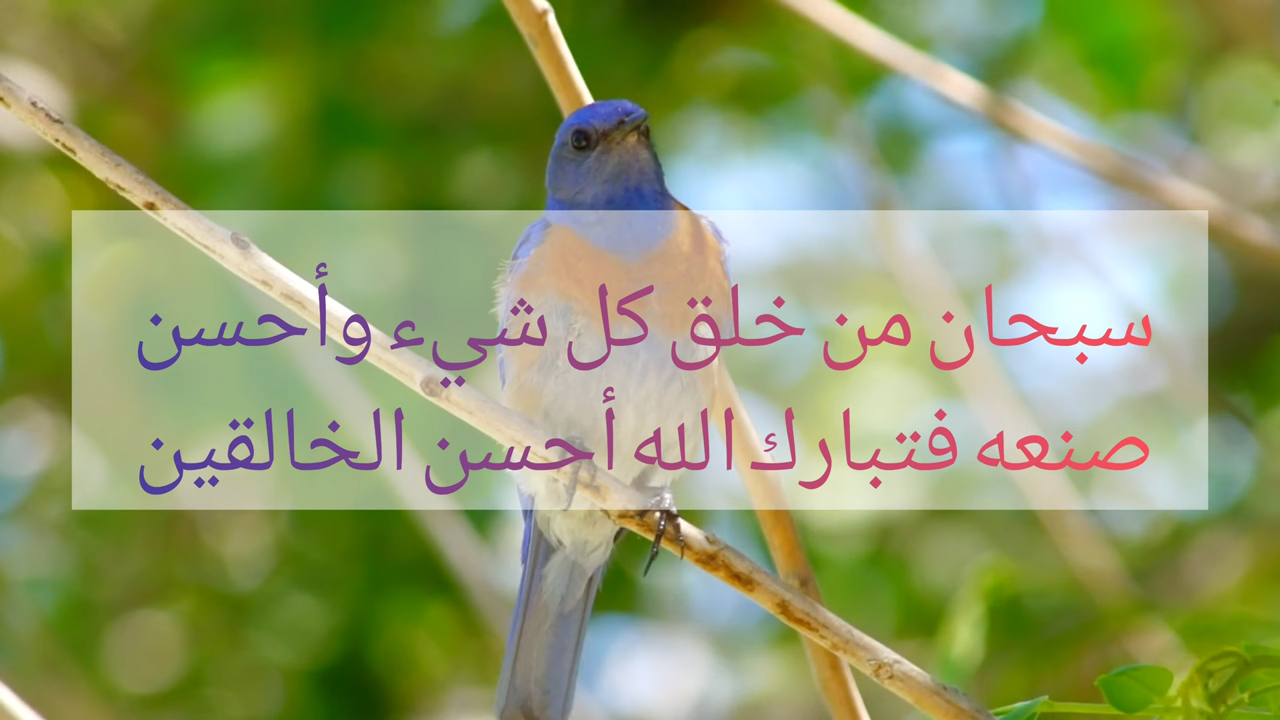 سبحان من خلق كل شيء وأحسن
صنعه فتبارك الله أحسن الخالقين